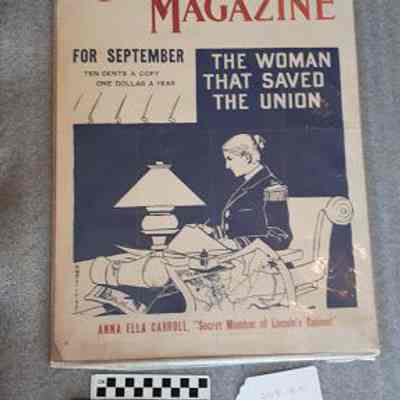 MAGAZINE
FOR SEPTEMBER
TEN CENTS A COPY
ONE DOLLAR A YEAR
THE WOMAN
THAT SAVED
THE UNION
ANNA ELLA CARROLL, "Secret Member of Lincoln's Cabinet"